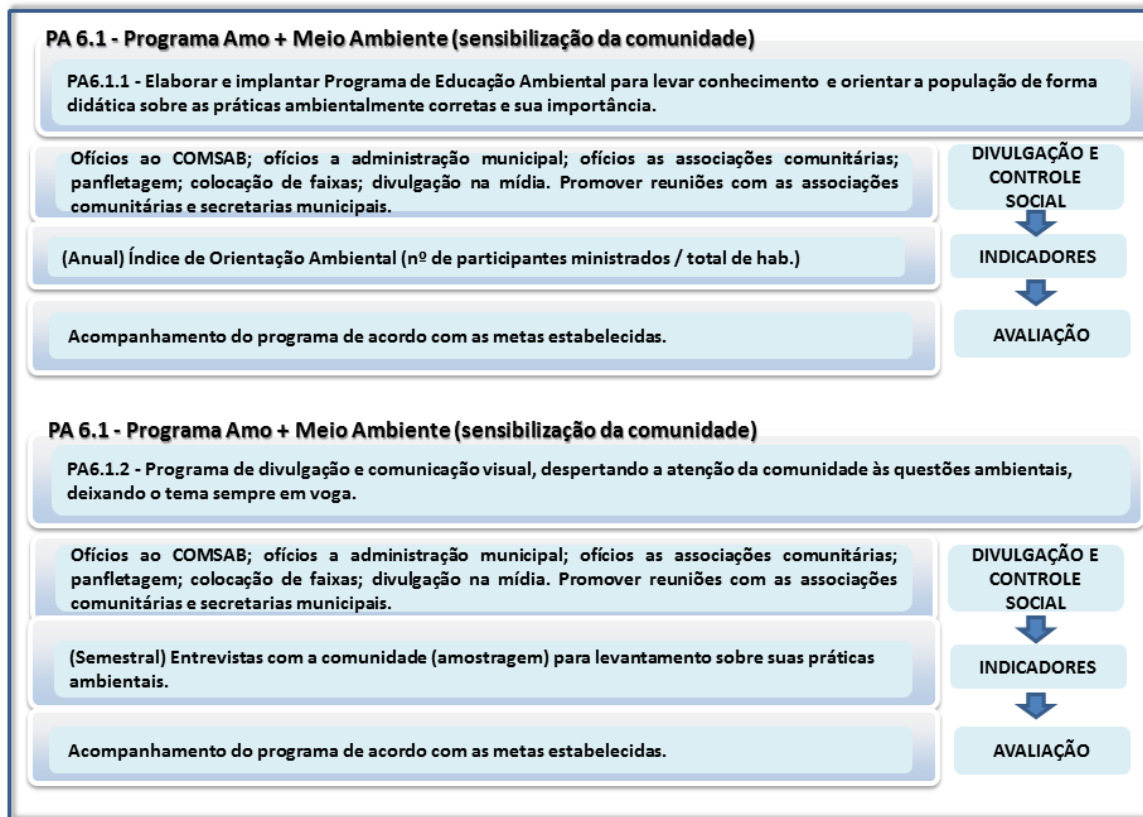 PA 6.1 - Programa Amo + Meio Ambiente (sensibilização da comunidade)
PA6.1.1 - Elaborar e implantar Programa de Educação Ambiental para levar conhecimento e orientar a população de forma
didática sobre as práticas ambientalmente corretas e sua importância.
Ofícios ao COMSAB; ofícios a administração municipal; ofícios as associações comunitárias;
panfletagem; colocação de faixas; divulgação na mídia. Promover reuniões com as associações
comunitárias e secretarias municipais.
DIVULGAÇÃO E
CONTROLE
SOCIAL
(Anual) Índice de Orientação Ambiental (nº de participantes ministrados / total de hab.)
INDICADORES
Acompanhamento do programa de acordo com as metas estabelecidas.
AVALIAÇÃO
PA 6.1 - Programa Amo + Meio Ambiente (sensibilização da comunidade)
PA6.1.2 - Programa de divulgação e comunicação visual, despertando a atenção da comunidade às questões ambientais,
deixando o tema sempre em voga.
Ofícios ao COMSAB; ofícios a administração municipal; ofícios as associações comunitárias;
panfletagem; colocação de faixas; divulgação na mídia. Promover reuniões com as associações
comunitárias e secretarias municipais.
DIVULGAÇÃO E
CONTROLE
SOCIAL
(Semestral) Entrevistas com a comunidade (amostragem) para levantamento sobre suas práticas
ambientais.
INDICADORES
Acompanhamento do programa de acordo com as metas estabelecidas.
AVALIAÇÃO